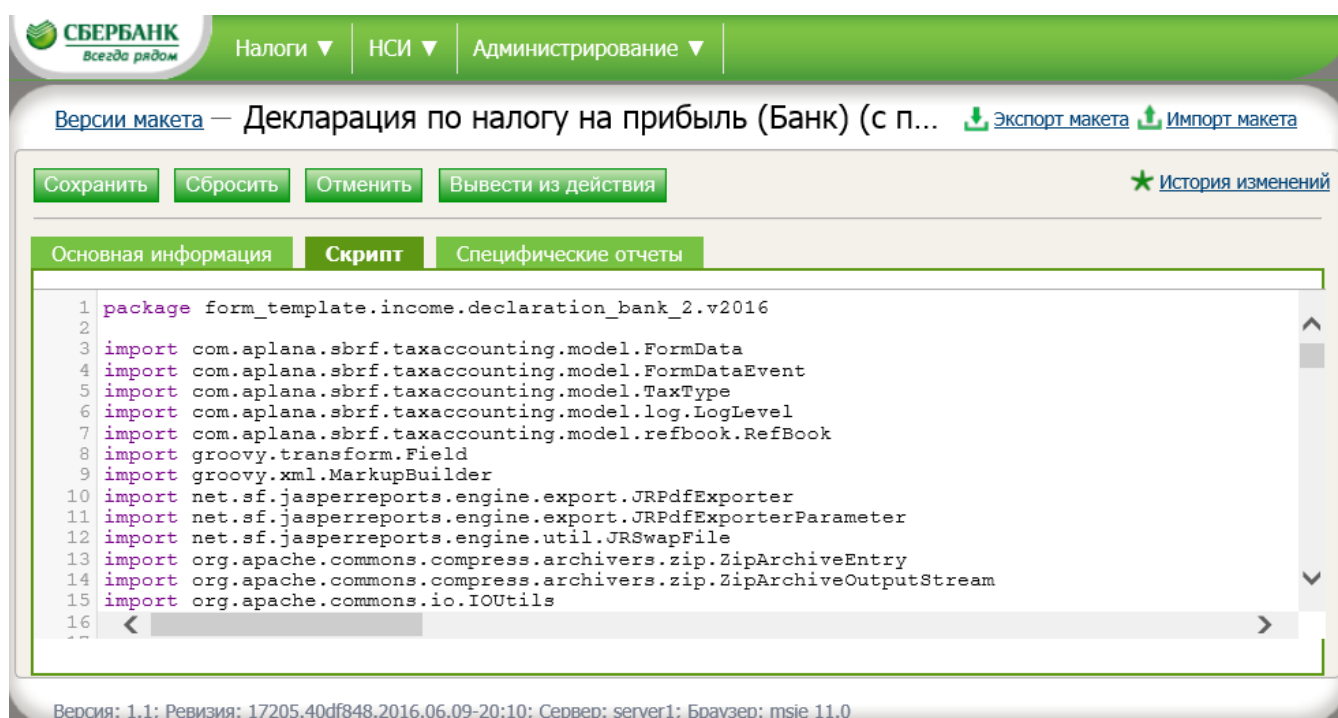 СБЕРБАНК
Всегда рядом
Налоги ▼ НСИ ▼ Администрирование ▼
Версии макета — Декларация по налогу на прибыль (Банк) (с п... Экспорт макета Импорт макета
Сохранить Сбросить Отменить Вывести из действия История изменений
Основная информация Скрипт Специфические отчеты
1 package form_template.income.declaration_bank_2.v2016
2
3 import com.aplana.sbrf.taxaccounting.model.FormData
4 import com.aplana.sbrf.taxaccounting.model.FormDataEvent
5 import com.aplana.sbrf.taxaccounting.model.TaxType
6 import com.aplana.sbrf.taxaccounting.model.log.LogLevel
7 import com.aplana.sbrf.taxaccounting.model.refbook.RefBook
8 import groovy.transform.Field
9 import groovy.xml.MarkupBuilder
10 import net.sf.jasperreports.engine.export.JRPdfExporter
11 import net.sf.jasperreports.engine.export.JRPdfExporterParameter
12 import net.sf.jasperreports.engine.util.JRSwapFile
13 import org.apache.commons.compress.archivers.zip.ZipArchiveEntry
14 import org.apache.commons.compress.archivers.zip.ZipArchiveOutputStream
15 import org.apache.commons.io.IOUtils
16
Версия: 1.1; Ревизия: 17205.40df848.2016.06.09-20:10; Сервер: server1; Браузер: msie 11.0